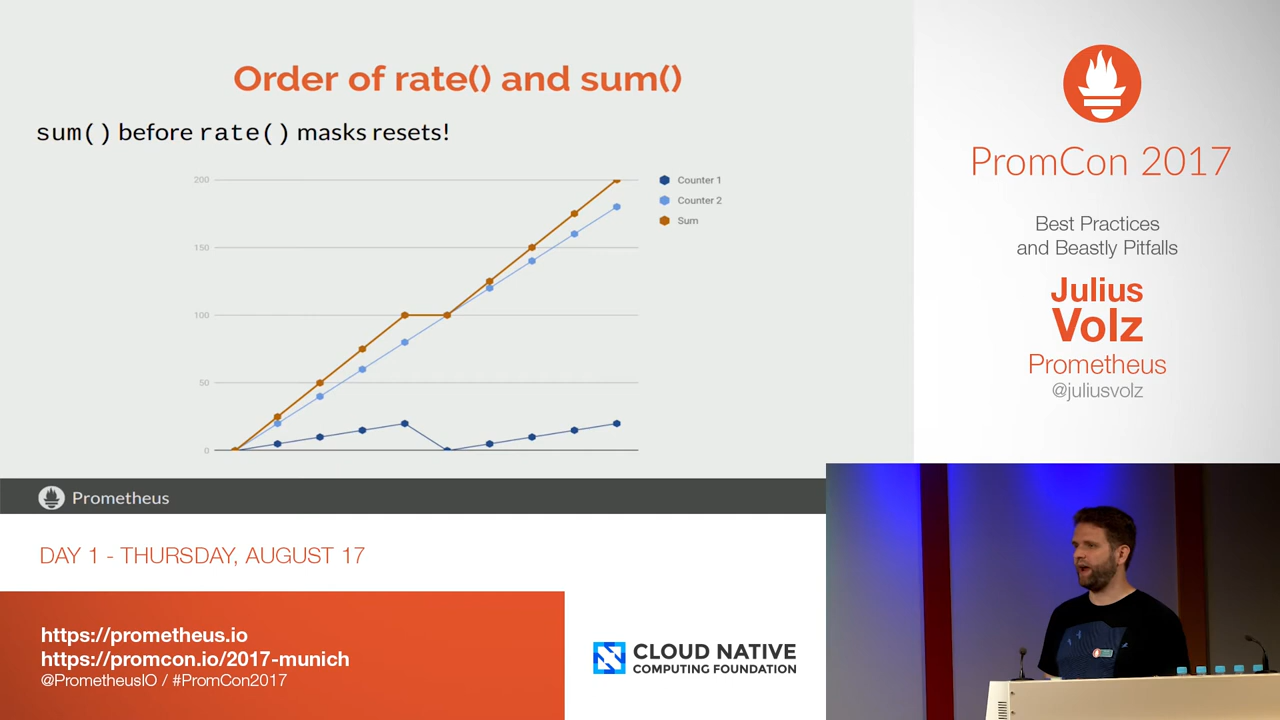 Order of rate() and sum()
sum() before rate() masks resets!
200
150
100
50
0
Counter 1
Counter 2
Sum
Prometheus
PromCon 2017
Best Practices
and Beastly Pitfalls
Julius
Volz
Prometheus
@juliusvolz
DAY 1 - THURSDAY, AUGUST 17
https://prometheus.io
https://promcon.io/2017-munich
@PrometheusIO / #PromCon2017
CLOUD NATIVE
COMPUTING FOUNDATION